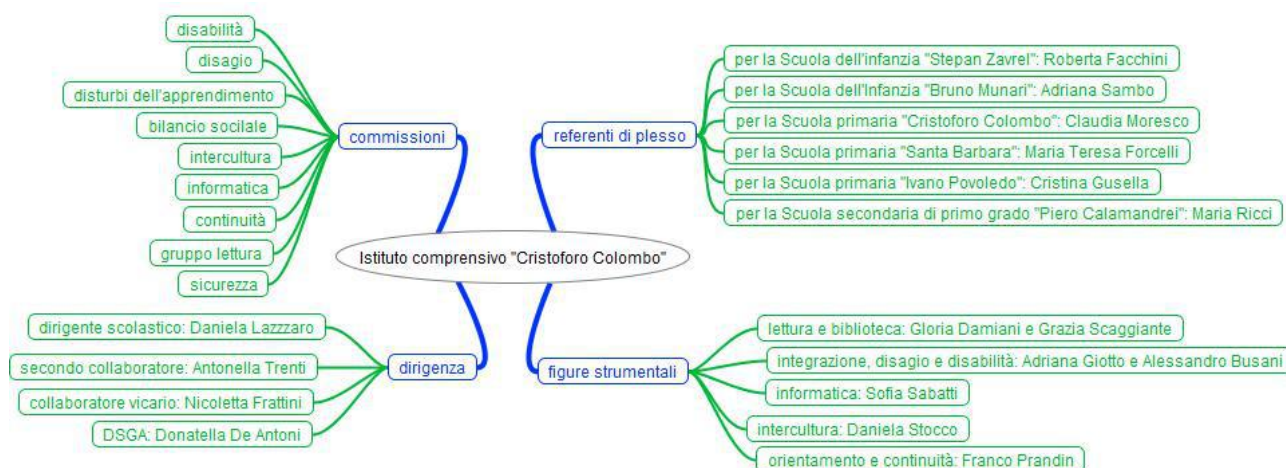 disabilità
disagio
disturbi dell'apprendimento
bilancio socilale
intercultura
informatica
continuità
gruppo lettura
sicurezza
commissioni
referenti di plesso
per la Scuola dell'infanzia "Stepan Zavrel": Roberta Facchini
per la Scuola dell'Infanzia "Bruno Munari": Adriana Sambo
per la Scuola primaria "Cristoforo Colombo": Claudia Moresco
per la Scuola primaria "Santa Barbara": Maria Teresa Forcelli
per la Scuola primaria "Ivano Povoledo": Cristina Gusella
per la Scuola secondaria di primo grado "Piero Calamandrei": Maria Ricci
Istituto comprensivo "Cristoforo Colombo"
dirigente scolastico: Daniela Lazzzaro
secondo collaboratore: Antonella Trenti
collaboratore vicario: Nicoletta Frattini
DSGA: Donatella De Antoni
dirigenza
figure strumentali
lettura e biblioteca: Gloria Damiani e Grazia Scaggiante
integrazione, disagio e disabilità: Adriana Giotto e Alessandro Busani
informatica: Sofia Sabatti
intercultura: Daniela Stocco
orientamento e continuità: Franco Prandin